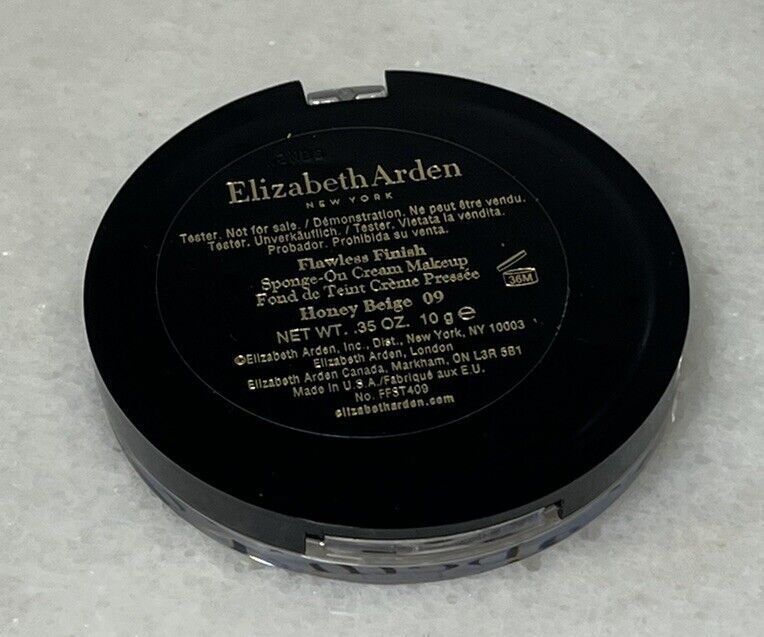 Elizabeth Arden
NEW YORK
Tester. Not for sale. / Démonstration. Ne peut être vendu.
Tester. Unverkäuflich. / Tester. Vietata la vendita.
Probador. Prohibida su venta.
Flawless Finish
Sponge-On Cream Makeup
Fond de Teint Crème Pressée
Honey Beige 09
36M
NET WT. .35 OZ. 10 g ℮
©Elizabeth Arden, Inc., Dist., New York, NY 10003
Elizabeth Arden, London
Elizabeth Arden Canada, Markham, ON L3R 5B1
Made in U.S.A./Fabriqué aux E.U.
No. FFST409
elizabetharden.com